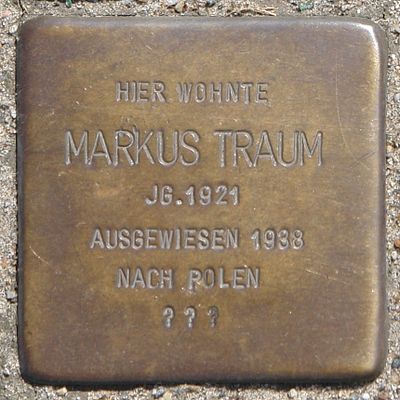 HIER WOHNTE
MARKUS TRAUM
JG.1921
AUSGEWIESEN 1938
NACH POLEN
? ? ?